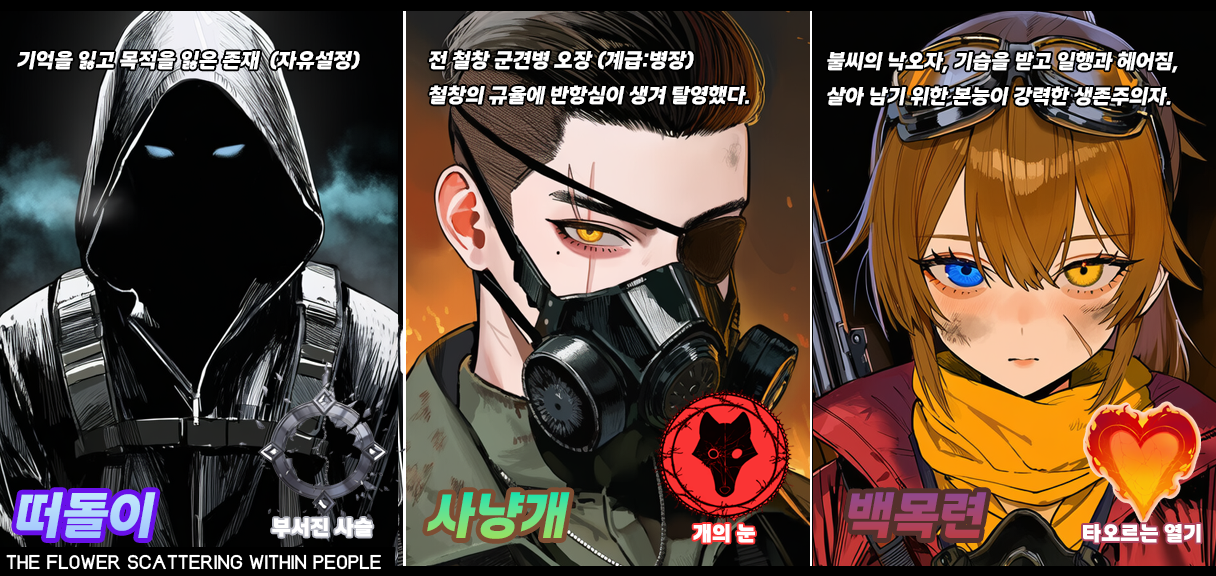 기억을 잃고 목적을 잃은 존재 (자유설정)
떠돌이
부서진 사슬
THE FLOWER SCATTERING WITHIN PEOPLE
전 철창 군견병 오장 (계급:병장)
철창의 규율에 반항심이 생겨 탈영했다.
사냥개
개의 눈
불씨의 낙오자, 기습을 받고 일행과 헤어짐,
살아 남기 위한 본능이 강력한 생존주의자.
백목련
타오르는 열기